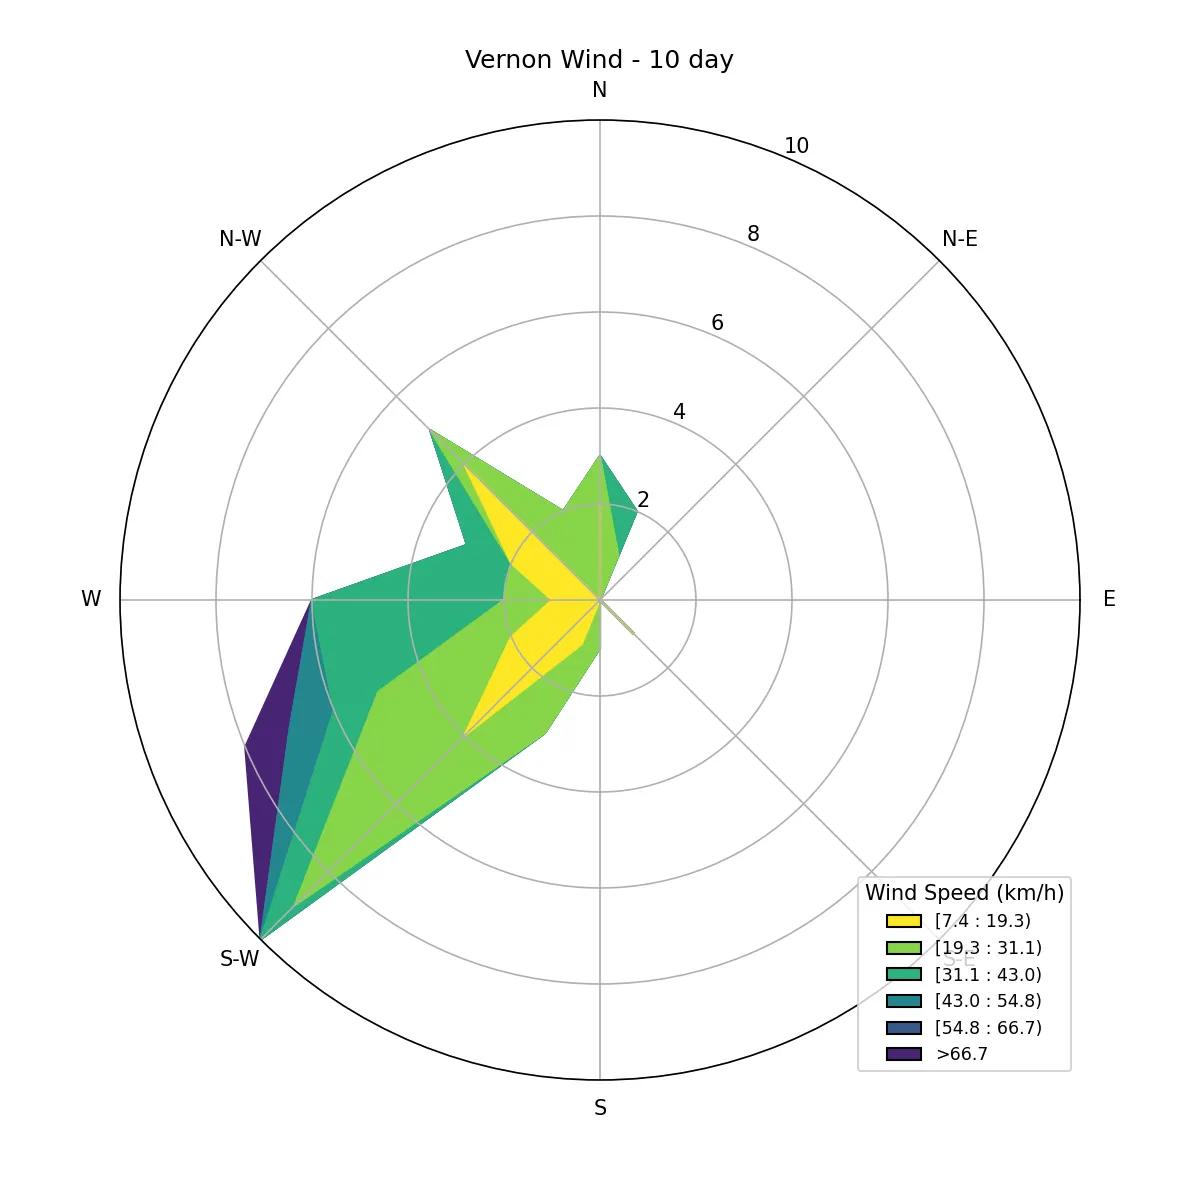 Vernon Wind - 10 day
N
10
N-W
N-E
8
6
4
2
W
E
S-W
S-E
Wind Speed (km/h)
[7.4 : 19.3)
[19.3 : 31.1)
[31.1 : 43.0)
[43.0 : 54.8)
[54.8 : 66.7)
>66.7
S